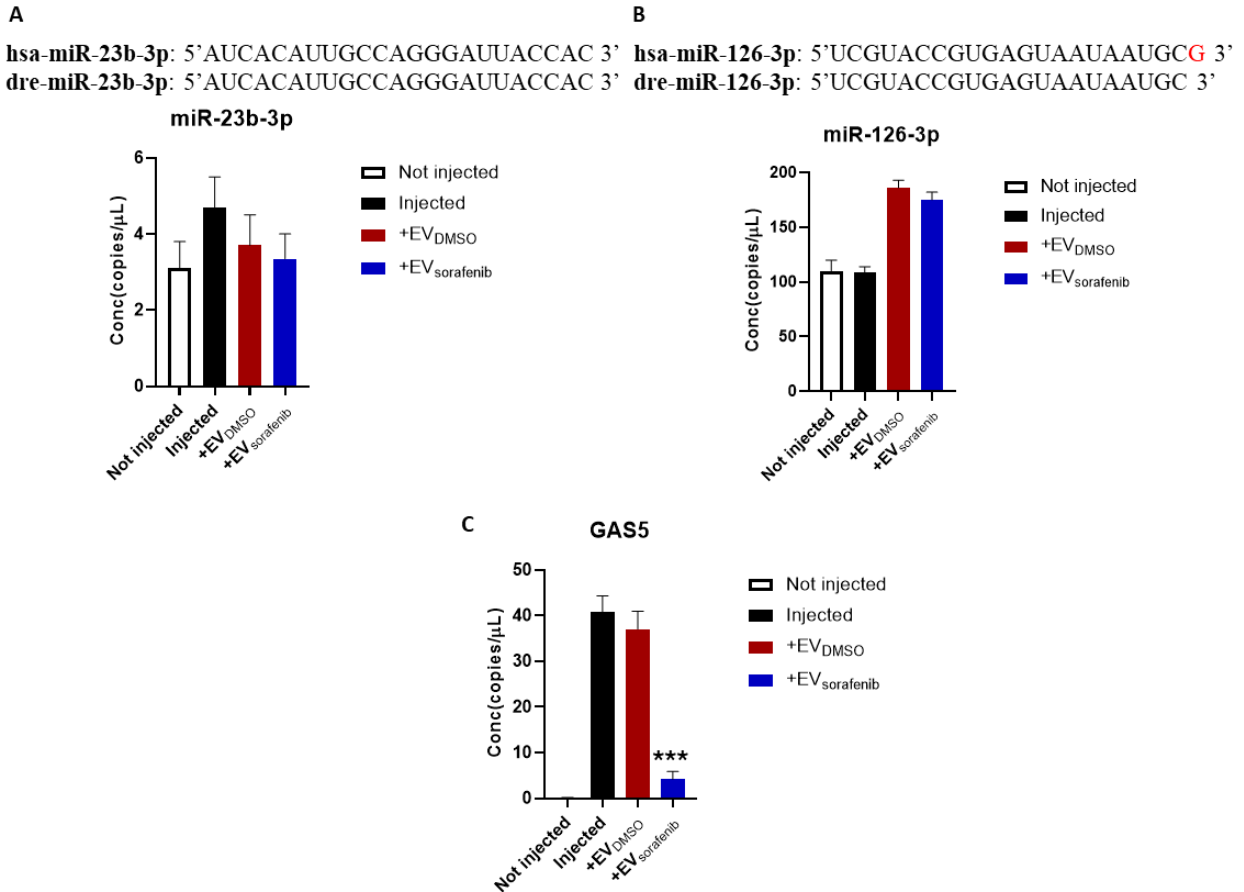 A
hsa-miR-23b-3p: 5’AUCACAUUGCCAGGGAUUACCAC 3’
dre-miR-23b-3p: 5’AUCACAUUGCCAGGGAUUACCAC 3’
miR-23b-3p
Conc(copies/μL)
6
4
2
0
Not injected
Injected
+EVDMSO
+EVsorafenib
Not injected
Injected
+EVDMSO
+EVsorafenib
B
hsa-miR-126-3p: 5’UCGUACCGUGAGUAAUAAUGCG 3’
dre-miR-126-3p: 5’UCGUACCGUGAGUAAUAAUGC 3’
miR-126-3p
Conc(copies/μL)
200
150
100
50
0
Not injected
Injected
+EVDMSO
+EVsorafenib
Not injected
Injected
+EVDMSO
+EVsorafenib
C
GAS5
Conc(copies/μL)
50
40
30
20
10
0
***
Not injected
Injected
+EVDMSO
+EVsorafenib
Not injected
Injected
+EVDMSO
+EVsorafenib